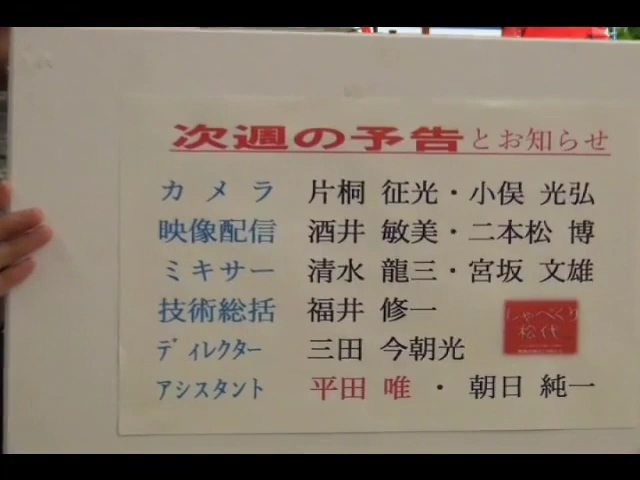 次週の予告とお知らせ
カメラ 片桐 征光・小俣 光弘
映像配信 酒井 敏美・二本松 博
ミキサー 清水 龍三・宮坂 文雄
技術総括 福井 修一
ディレクター 三田 今朝光
アシスタント 平田 唯・朝日 純一
しゃべくり
松代